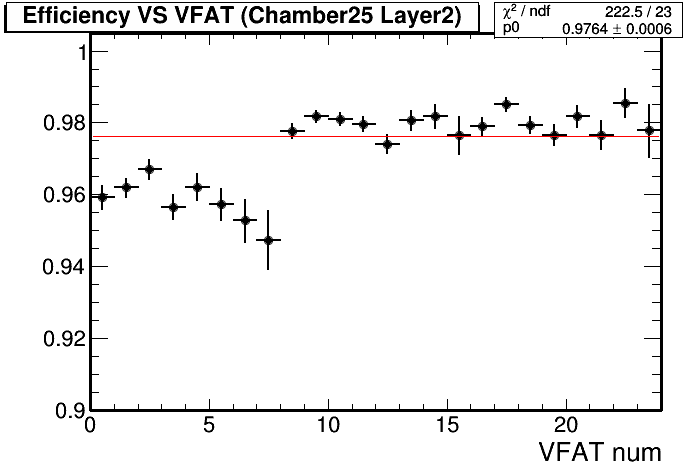 Efficiency VS VFAT (Chamber25 Layer2)
χ² / ndf 222.5 / 23
p0 0.9764 ± 0.0006
1
0.98
0.96
0.94
0.92
0.9
0 5 10 15 20
VFAT num